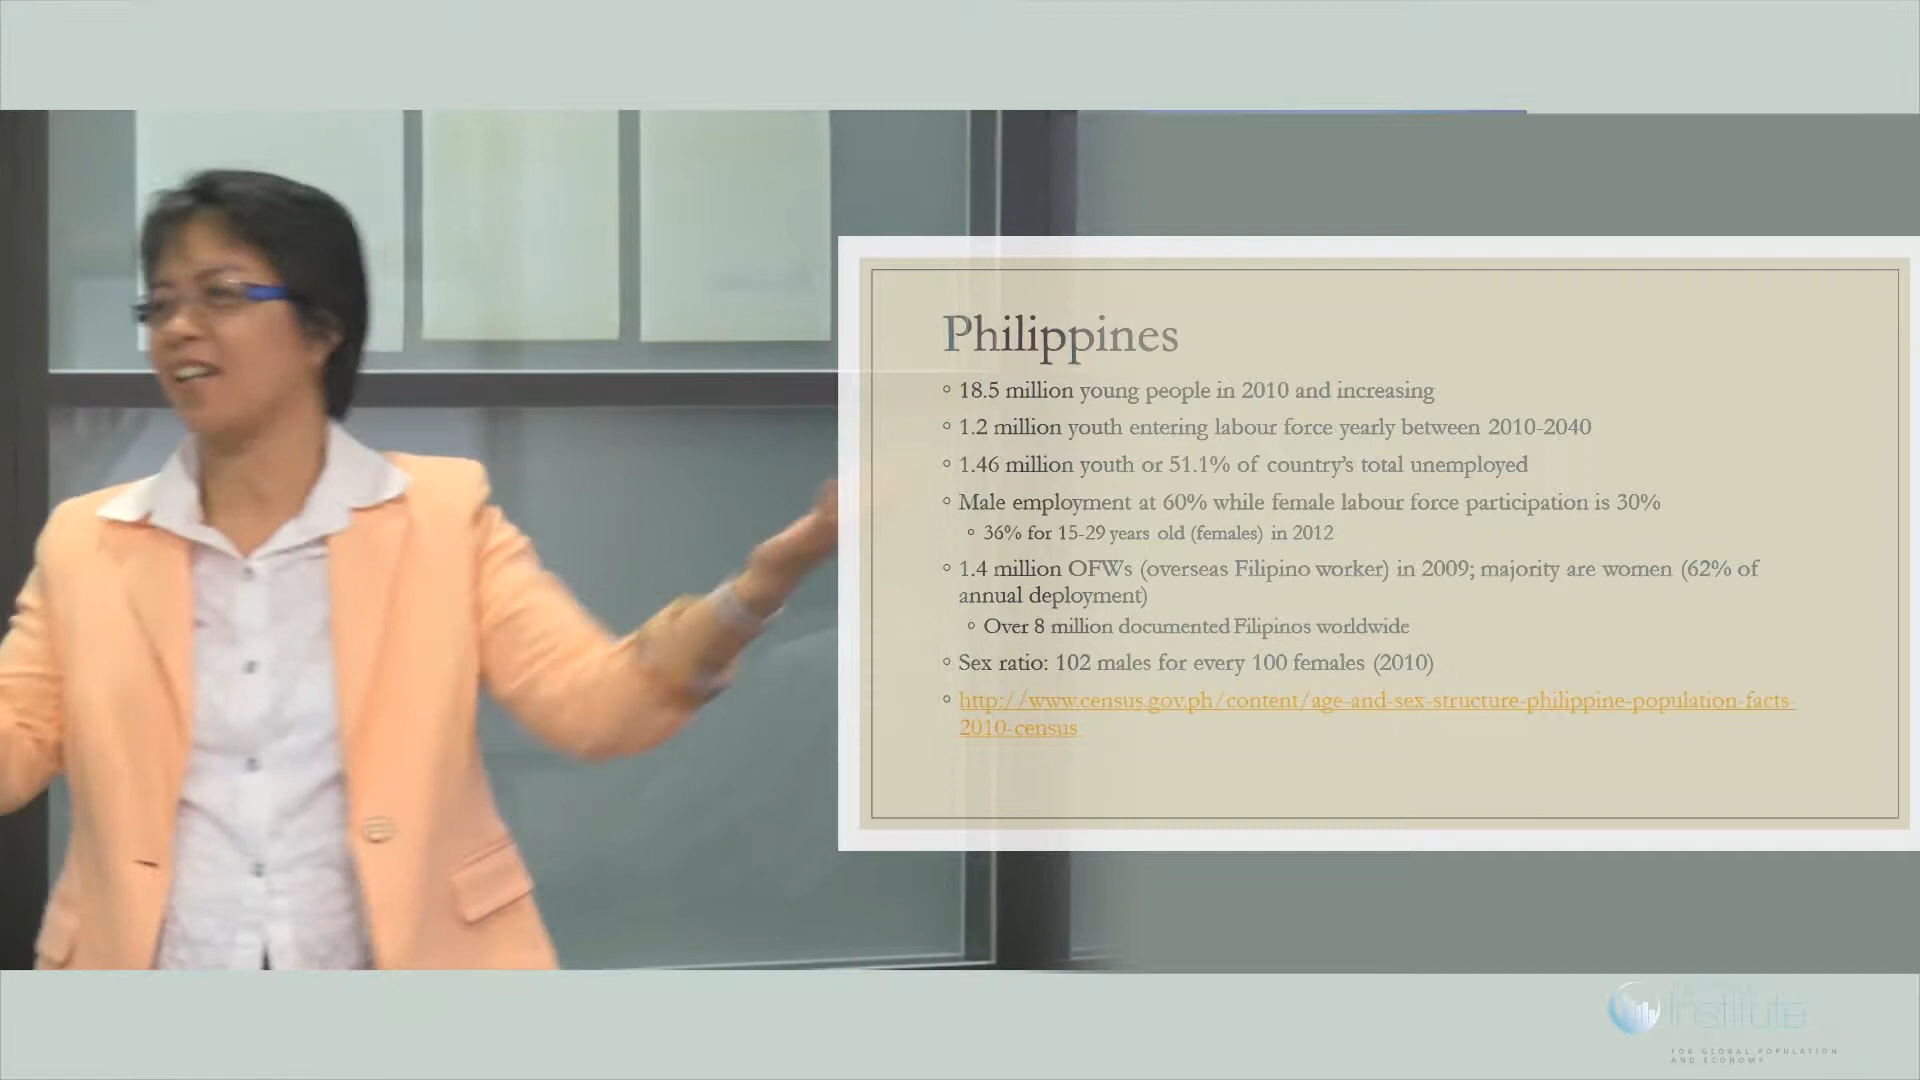 Philippines
18.5 million young people in 2010 and increasing
1.2 million youth entering labour force yearly between 2010-2040
1.46 million youth or 51.1% of country's total unemployed
Male employment at 60% while female labour force participation is 30%
36% for 15-29 years old (females) in 2012
1.4 million OFWs (overseas Filipino worker) in 2009; majority are women (62% of
annual deployment)
Over 8 million documented Filipinos worldwide
Sex ratio: 102 males for every 100 females (2010)
http://www.census.gov.ph/content/age-and-sex-structure-philippine-population-facts-
2010-census
Institute
FOR GLOBAL POPULATION
AND ECONOMY